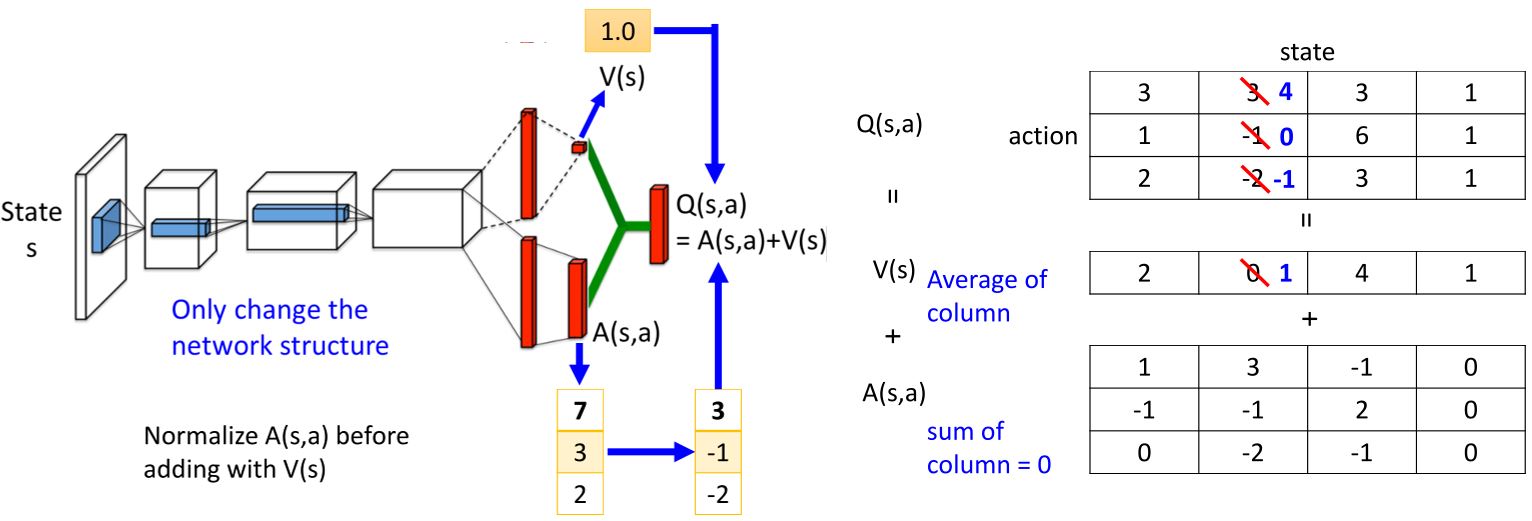 1.0
V(s)
State
s
Q(s,a)
= A(s,a)+V(s)
Only change the
network structure
A(s,a)
7
3
2
3
-1
-2
Normalize A(s,a) before
adding with V(s)
state
Q(s,a)
action
3 3 4 3 1
1 -1 0 6 1
2 -2 -1 3 1
=
=
V(s)
Average of
column
2 0 1 4 1
+
+
A(s,a)
sum of
column = 0
1 3 -1 0
-1 -1 2 0
0 -2 -1 0